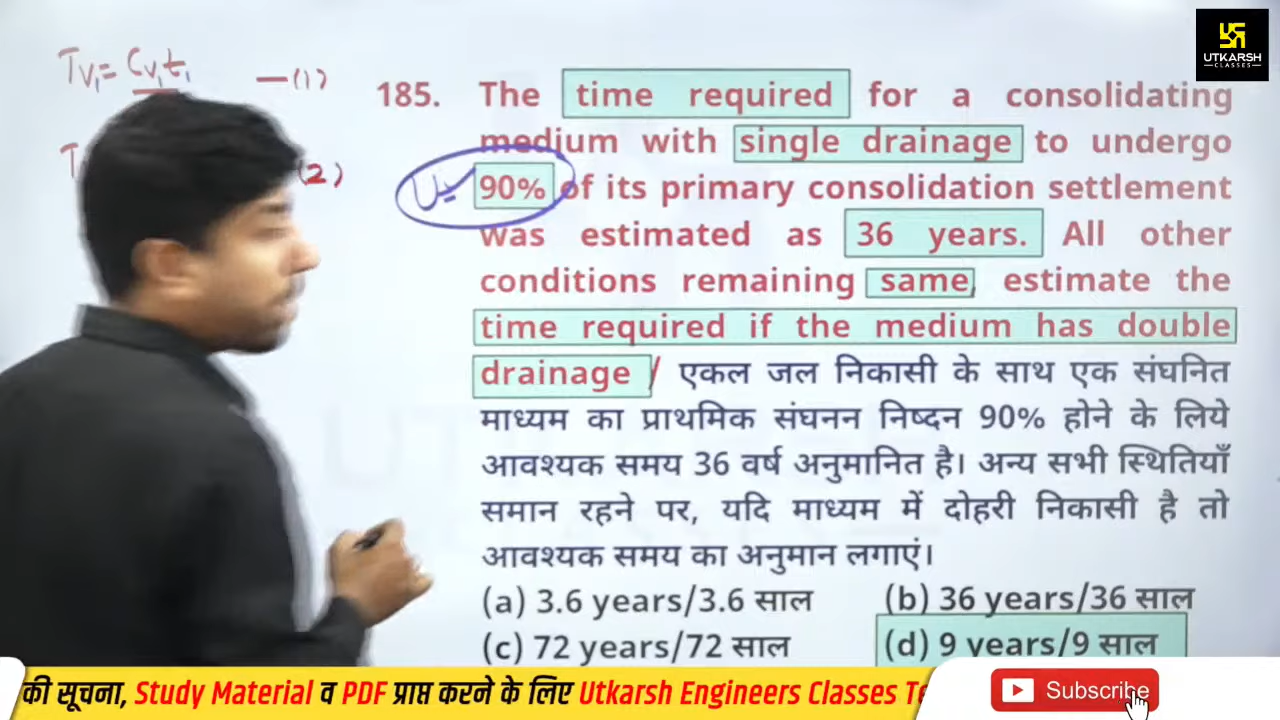 UTKARSH
CLASSES
Tv₁ = Cv₁t₁ —(1)
(2)
185. The time required for a consolidating
medium with single drainage to undergo
90% of its primary consolidation settlement
was estimated as 36 years. All other
conditions remaining same, estimate the
time required if the medium has double
drainage / एकल जल निकासी के साथ एक संघनित
माध्यम का प्राथमिक संघनन निष्दन 90% होने के लिये
आवश्यक समय 36 वर्ष अनुमानित है। अन्य सभी स्थितियाँ
समान रहने पर, यदि माध्यम में दोहरी निकासी है तो
आवश्यक समय का अनुमान लगाएं।
(a) 3.6 years/3.6 साल (b) 36 years/36 साल
(c) 72 years/72 साल (d) 9 years/9 साल
की सूचना, Study Material व PDF प्राप्त करने के लिए Utkarsh Engineers Classes Te
Subscribe